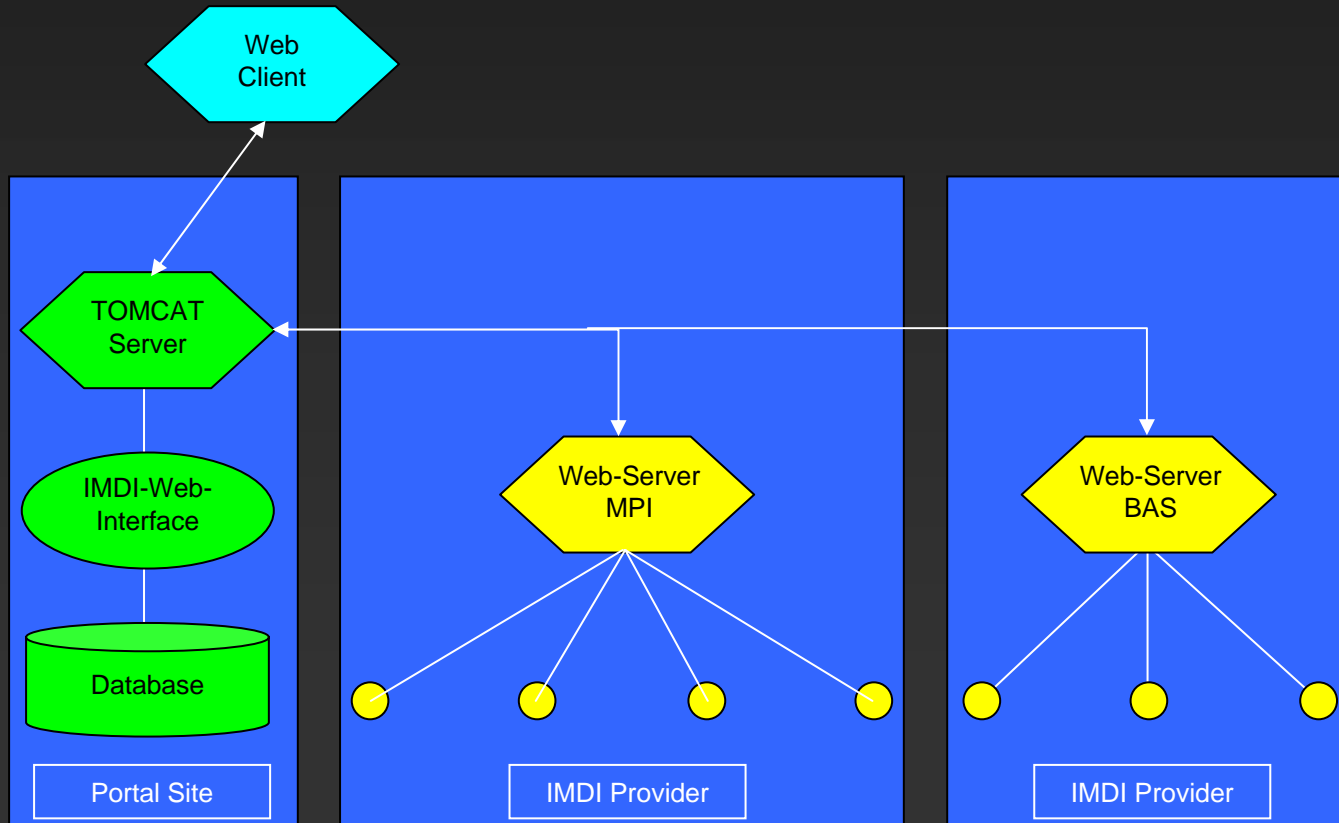 Web
Client
TOMCAT
Server
IMDI-Web-
Interface
Database
Portal Site
Web-Server
MPI
IMDI Provider
Web-Server
BAS
IMDI Provider